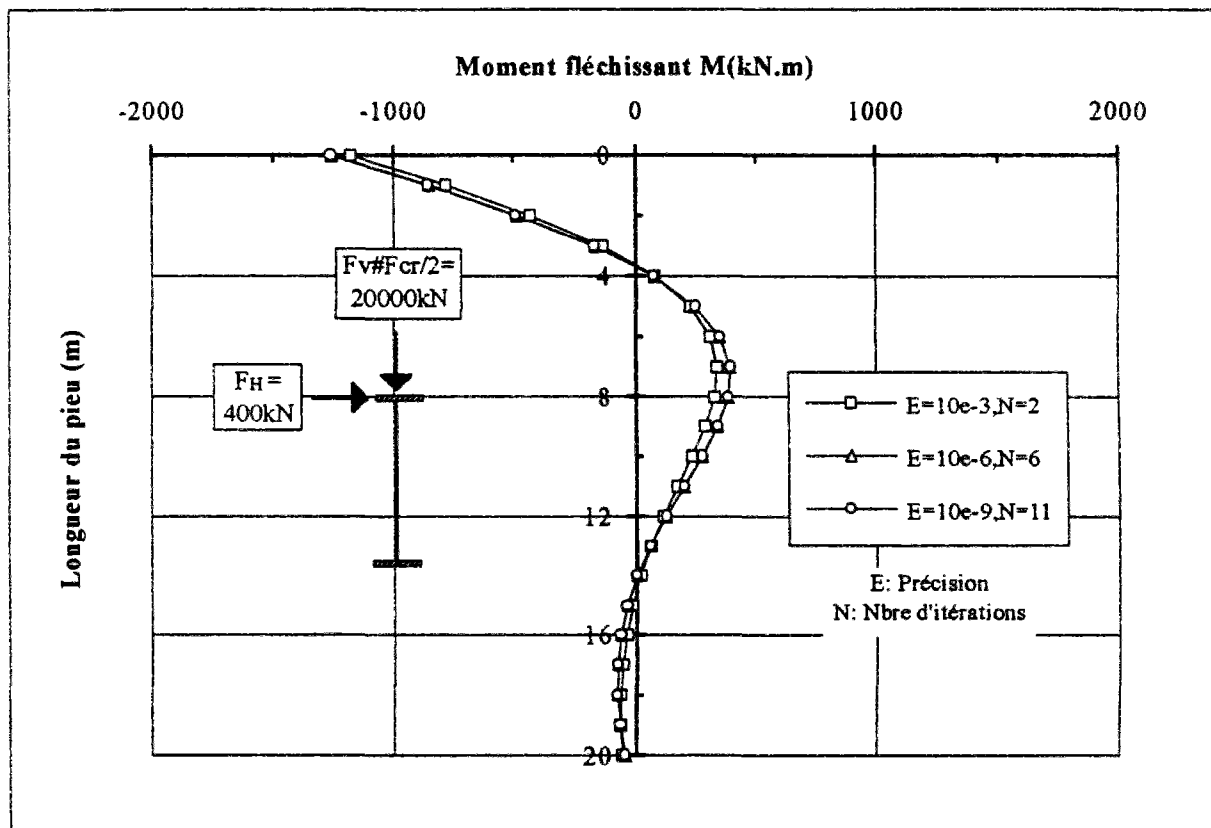 Moment fléchissant M(kN.m)
-2000 -1000 0 1000 2000
0
4
8
12
16
20
Longueur du pieu (m)
Fv#Fcr/2=
20000kN
FH =
400kN
E=10e-3,N=2
E=10e-6,N=6
E=10e-9,N=11
E: Précision
N: Nbre d'itérations